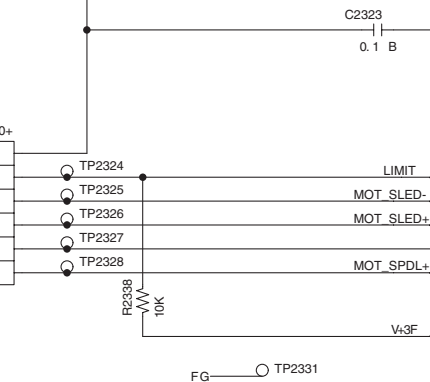 C2323
0.1 B
0+
TP2324
LIMIT
TP2325
MOT_SLED-
TP2326
MOT_SLED+
TP2327
TP2328
MOT_SPDL+
R2338
10K
V+3F
FG
TP2331